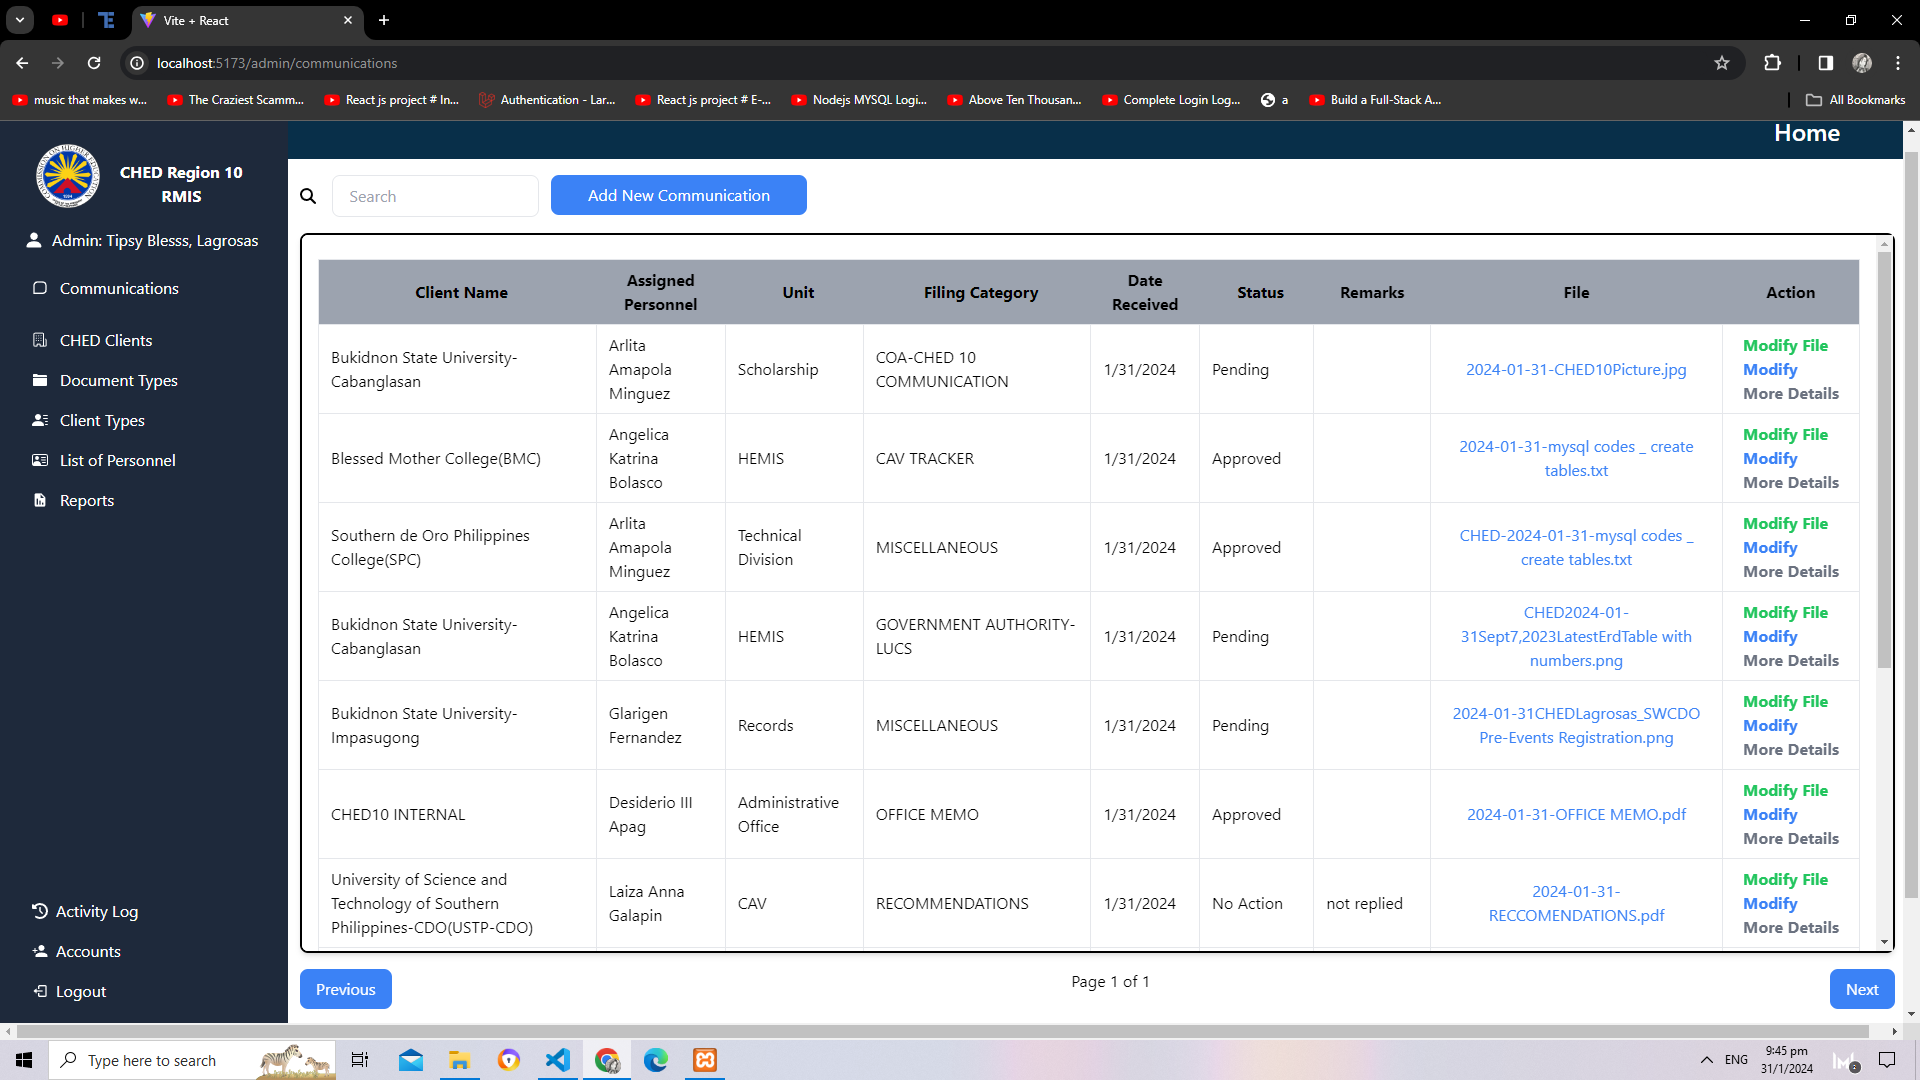 Vite + React
localhost:5173/admin/communications
music that makes w...
The Craziest Scamm...
React js project # In...
Authentication - Lar...
React js project # E-...
Nodejs MYSQL Logi...
Above Ten Thousan...
Complete Login Log...
a
Build a Full-Stack A...
All Bookmarks
CHED Region 10
RMIS
Admin: Tipsy Blesss, Lagrosas
Communications
CHED Clients
Document Types
Client Types
List of Personnel
Reports
Activity Log
Accounts
Logout
Home
Search
Add New Communication
Client Name
Assigned
Personnel
Unit
Filing Category
Date
Received
Status
Remarks
File
Action
Bukidnon State University-
Cabanglasan
Arlita
Amapola
Minguez
Scholarship
COA-CHED 10
COMMUNICATION
1/31/2024
Pending
2024-01-31-CHED10Picture.jpg
Modify File
Modify
More Details
Blessed Mother College(BMC)
Angelica
Katrina
Bolasco
HEMIS
CAV TRACKER
1/31/2024
Approved
2024-01-31-mysql codes _ create
tables.txt
Modify File
Modify
More Details
Southern de Oro Philippines
College(SPC)
Arlita
Amapola
Minguez
Technical
Division
MISCELLANEOUS
1/31/2024
Approved
CHED-2024-01-31-mysql codes _
create tables.txt
Modify File
Modify
More Details
Bukidnon State University-
Cabanglasan
Angelica
Katrina
Bolasco
HEMIS
GOVERNMENT AUTHORITY-
LUCS
1/31/2024
Pending
CHED2024-01-
31Sept7,2023LatestErdTable with
numbers.png
Modify File
Modify
More Details
Bukidnon State University-
Impasugong
Glarigen
Fernandez
Records
MISCELLANEOUS
1/31/2024
Pending
2024-01-31CHEDLagrosas_SWCDO
Pre-Events Registration.png
Modify File
Modify
More Details
CHED10 INTERNAL
Desiderio III
Apag
Administrative
Office
OFFICE MEMO
1/31/2024
Approved
2024-01-31-OFFICE MEMO.pdf
Modify File
Modify
More Details
University of Science and
Technology of Southern
Philippines-CDO(USTP-CDO)
Laiza Anna
Galapin
CAV
RECOMMENDATIONS
1/31/2024
No Action
not replied
2024-01-31-
RECCOMENDATIONS.pdf
Modify File
Modify
More Details
Previous
Page 1 of 1
Next
Type here to search
ENG
9:45 pm
31/1/2024